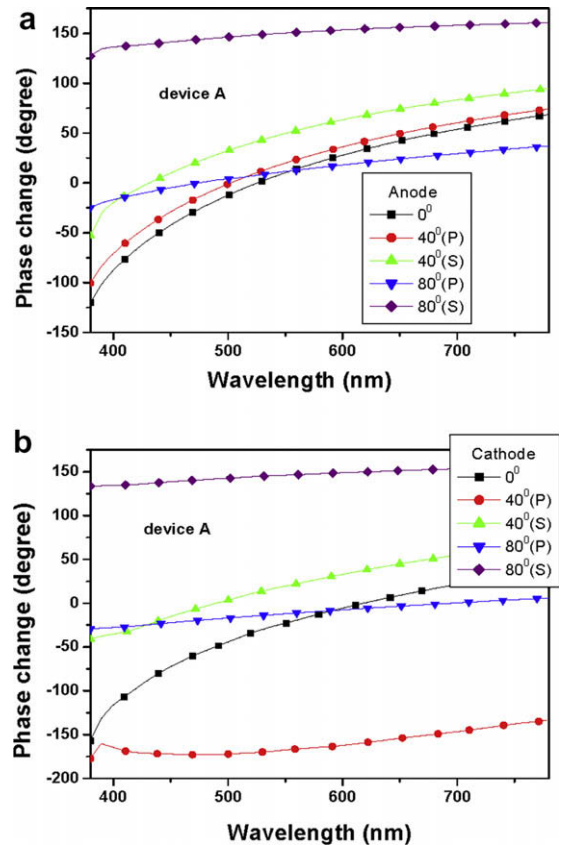 a
150
100
50
0
-50
-100
-150
Phase change (degree)
device A
Anode
0⁰
40⁰(P)
40⁰(S)
80⁰(P)
80⁰(S)
400 500 600 700
Wavelength (nm)
b
150
100
50
0
-50
-100
-150
-200
Phase change (degree)
device A
Cathode
0⁰
40⁰(P)
40⁰(S)
80⁰(P)
80⁰(S)
400 500 600 700
Wavelength (nm)